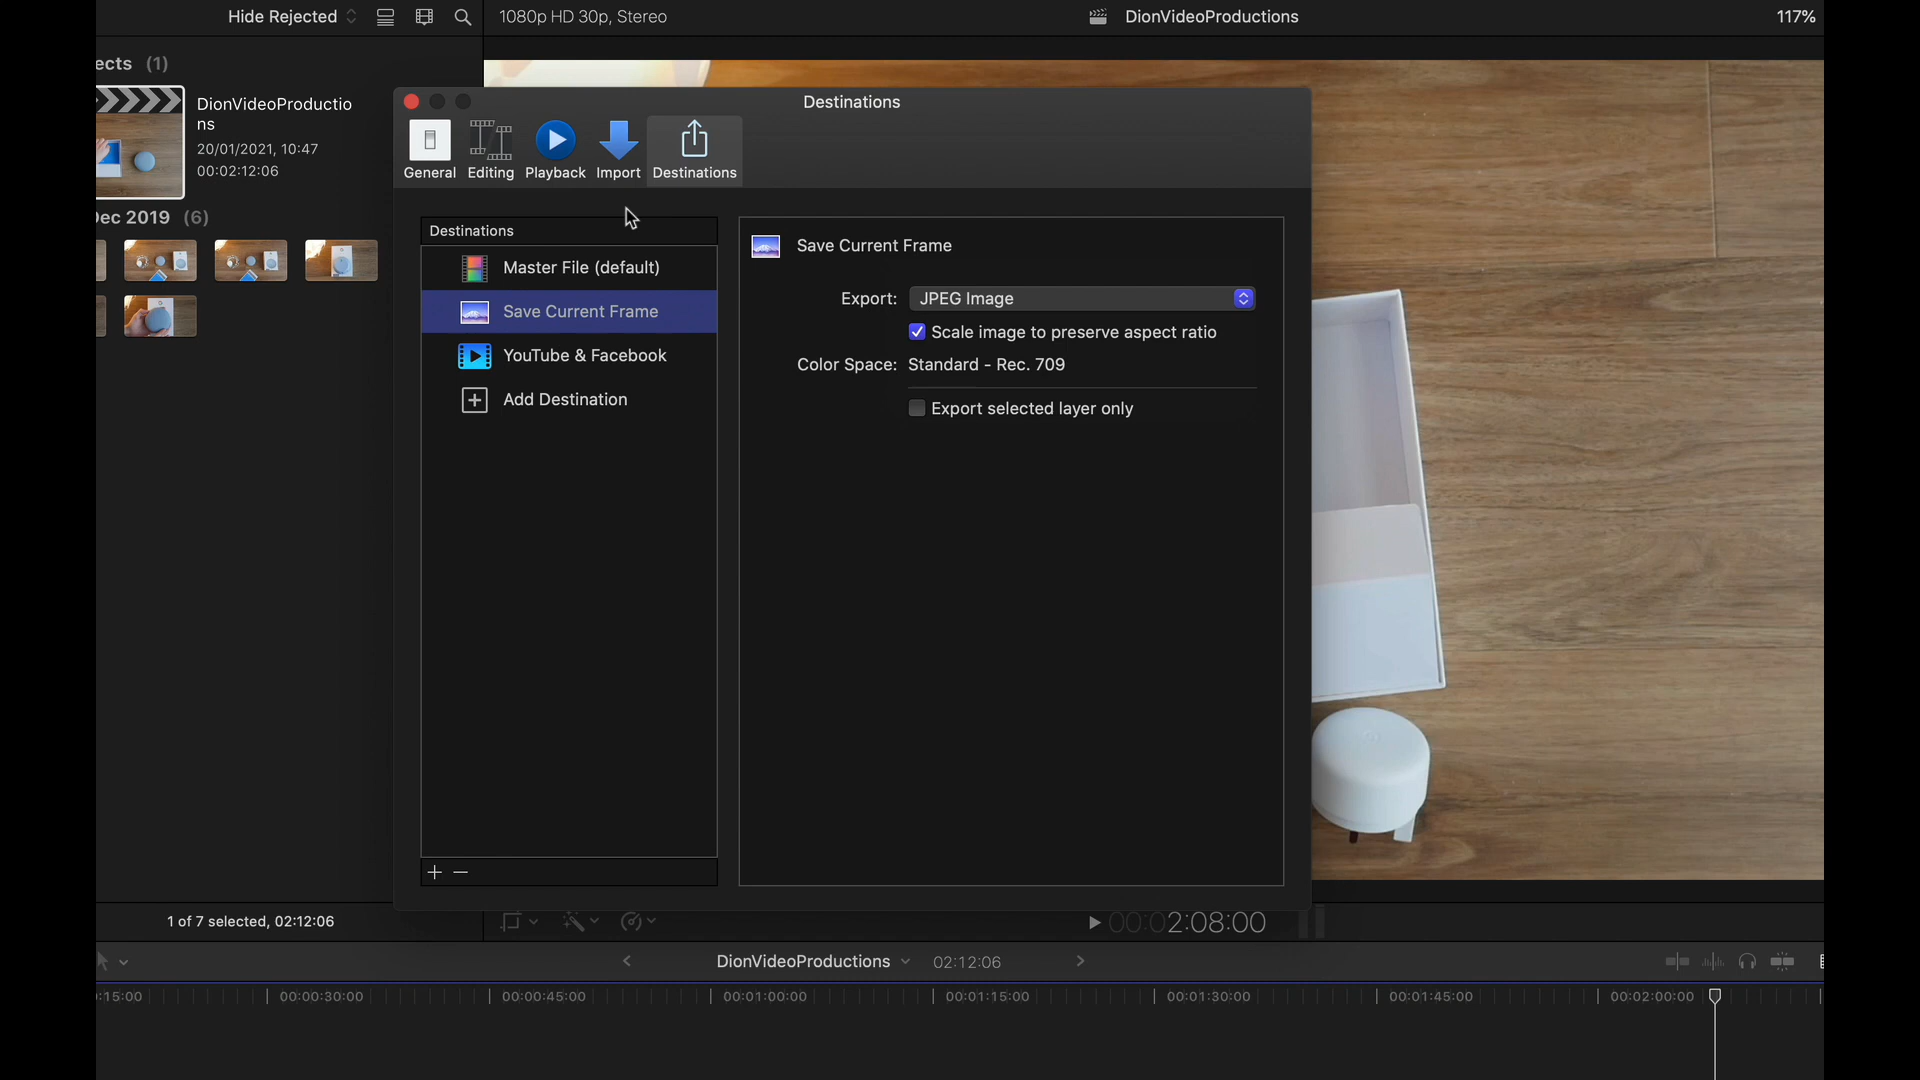 Hide Rejected
1080p HD 30p, Stereo
DionVideoProductions
117%
ects (1)
DionVideoProductio
ns
20/01/2021, 10:47
00:02:12:06
Dec 2019 (6)
Destinations
General
Editing
Playback
Import
Destinations
Destinations
Master File (default)
Save Current Frame
YouTube & Facebook
Add Destination
Save Current Frame
Export: JPEG Image
Scale image to preserve aspect ratio
Color Space: Standard - Rec. 709
Export selected layer only
1 of 7 selected, 02:12:06
00:02:08:00
DionVideoProductions
02:12:06
:15:00
00:00:30:00
00:00:45:00
00:01:00:00
00:01:15:00
00:01:30:00
00:01:45:00
00:02:00:00